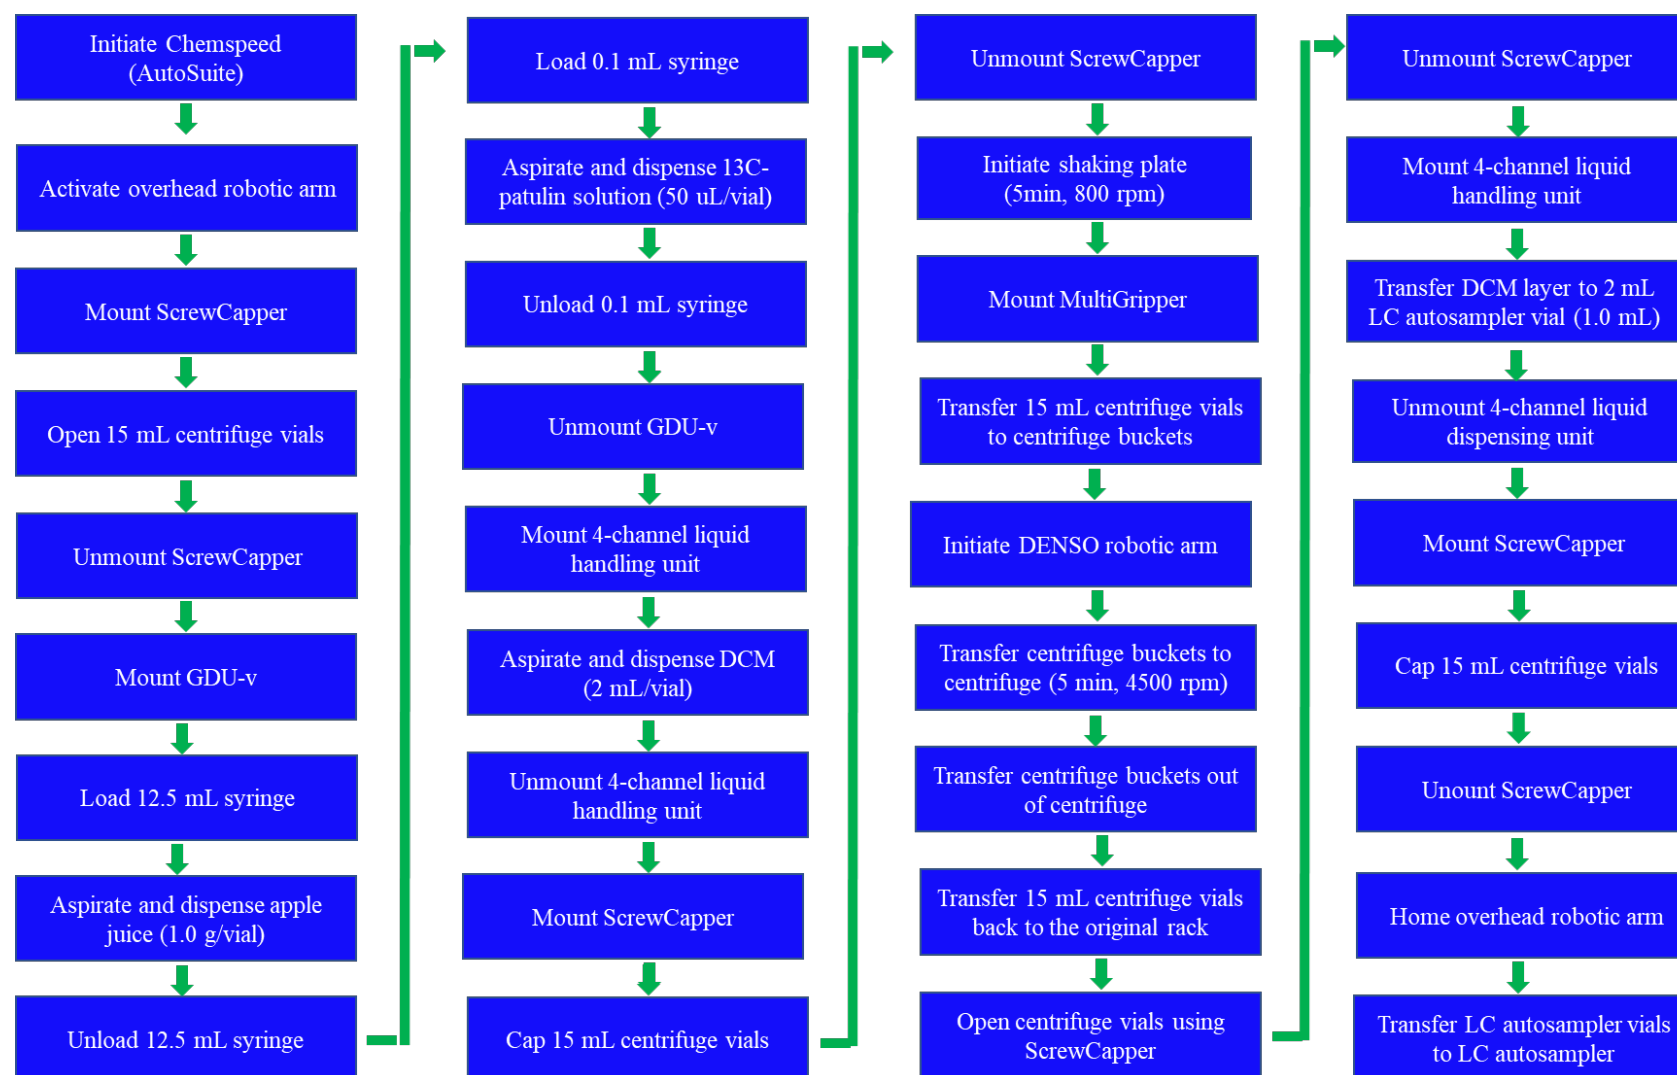 Initiate Chemspeed
(AutoSuite)
Activate overhead robotic arm
Mount ScrewCapper
Open 15 mL centrifuge vials
Unmount ScrewCapper
Mount GDU-v
Load 12.5 mL syringe
Aspirate and dispense apple
juice (1.0 g/vial)
Unload 12.5 mL syringe
Load 0.1 mL syringe
Aspirate and dispense 13C-
patulin solution (50 uL/vial)
Unload 0.1 mL syringe
Unmount GDU-v
Mount 4-channel liquid
handling unit
Aspirate and dispense DCM
(2 mL/vial)
Unmount 4-channel liquid
handling unit
Mount ScrewCapper
Cap 15 mL centrifuge vials
Unmount ScrewCapper
Initiate shaking plate
(5min, 800 rpm)
Mount MultiGripper
Transfer 15 mL centrifuge vials
to centrifuge buckets
Initiate DENSO robotic arm
Transfer centrifuge buckets to
centrifuge (5 min, 4500 rpm)
Transfer centrifuge buckets out
of centrifuge
Transfer 15 mL centrifuge vials
back to the original rack
Open centrifuge vials using
ScrewCapper
Unmount ScrewCapper
Mount 4-channel liquid
handling unit
Transfer DCM layer to 2 mL
LC autosampler vial (1.0 mL)
Unmount 4-channel liquid
dispensing unit
Mount ScrewCapper
Cap 15 mL centrifuge vials
Unount ScrewCapper
Home overhead robotic arm
Transfer LC autosampler vials
to LC autosampler